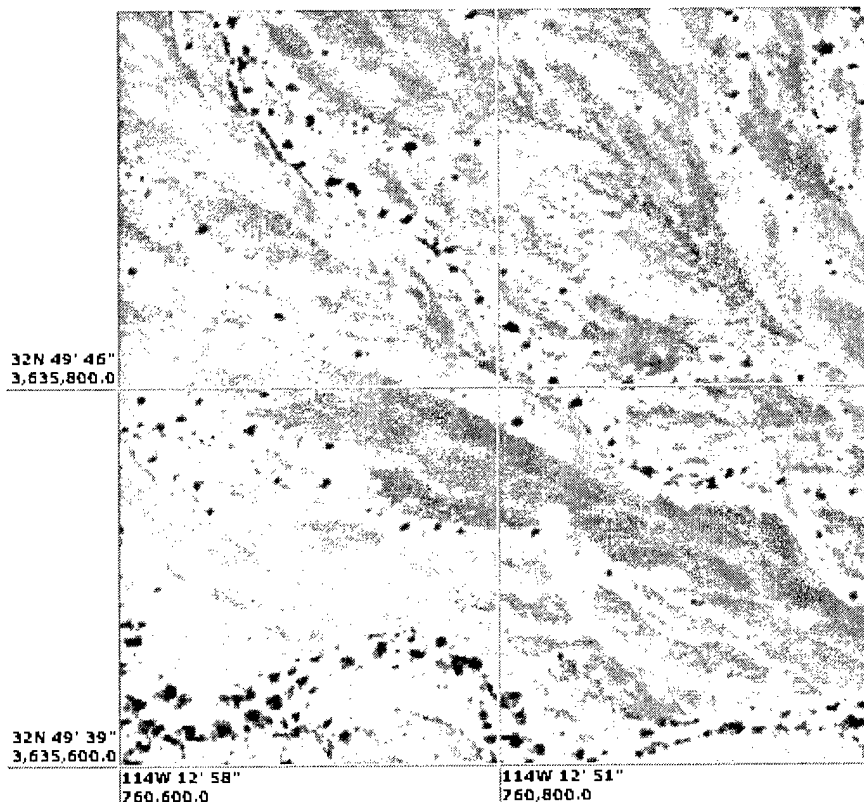 32N 49' 46"
3,635,800.0
32N 49' 39"
3,635,600.0
114W 12' 58"
760,600.0
114W 12' 51"
760,800.0